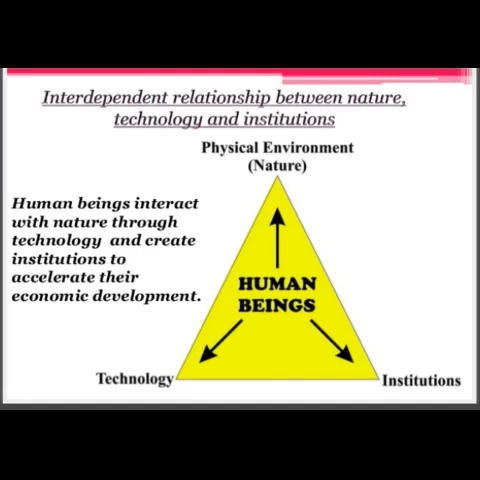 Interdependent relationship between nature,
technology and institutions
Physical Environment
(Nature)
Human beings interact
with nature through
technology and create
institutions to
accelerate their
economic development.
HUMAN
BEINGS
Technology
Institutions